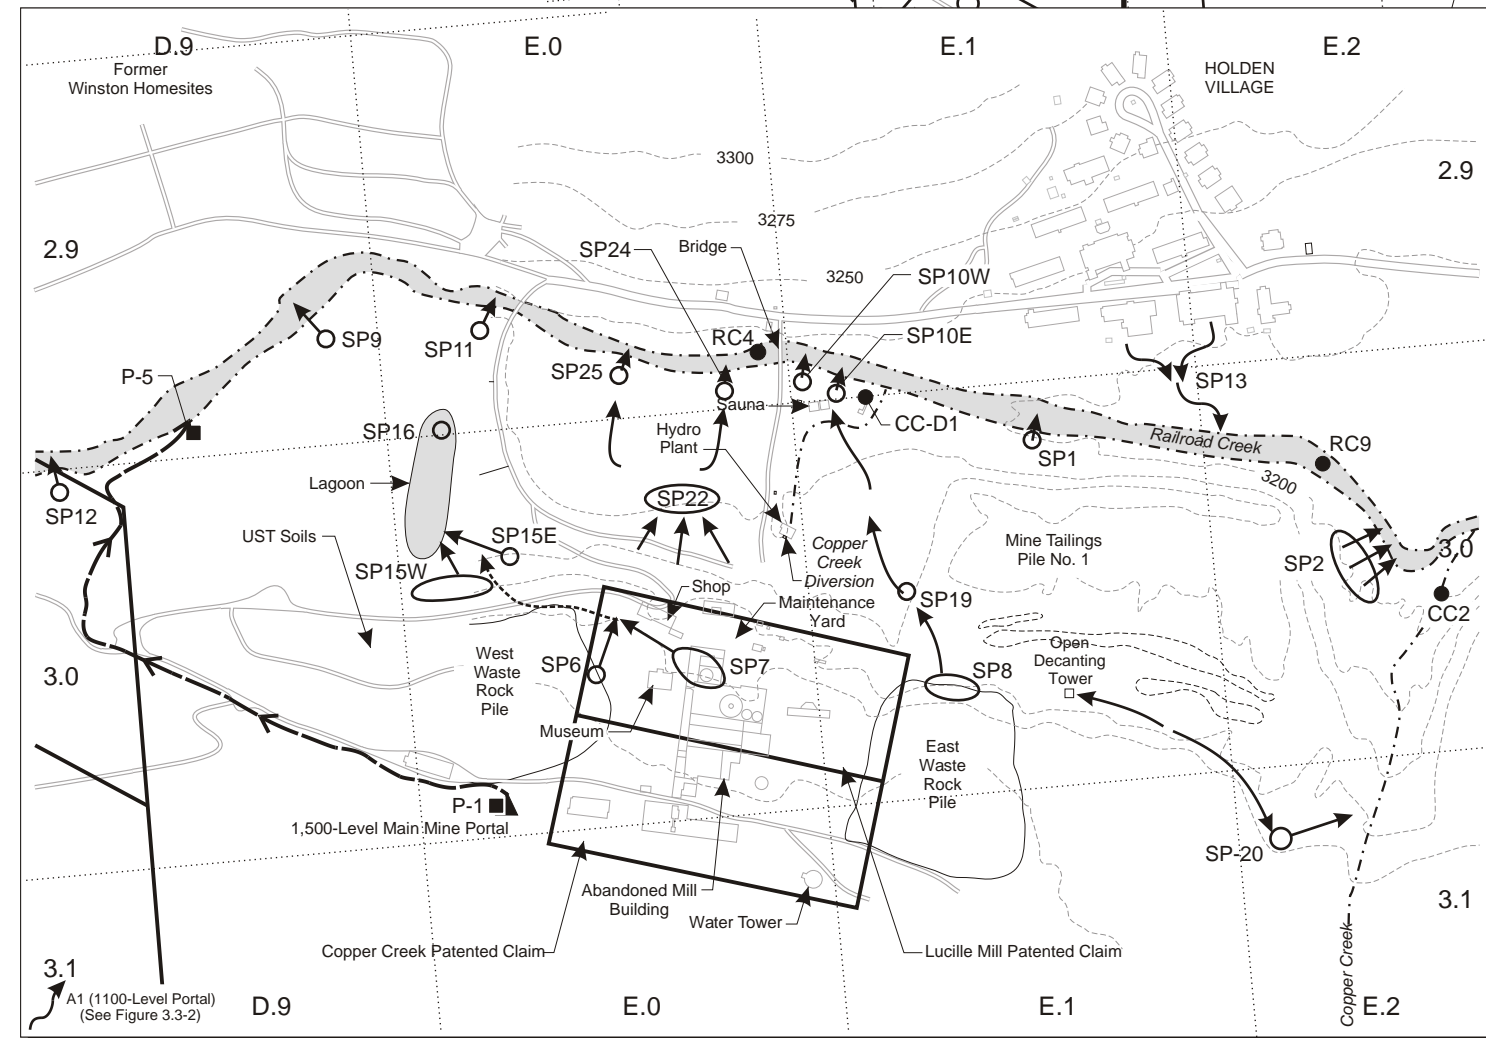 D.9
E.0
E.1
E.2
Former
Winston Homesites
HOLDEN
VILLAGE
3300
2.9
3275
2.9
SP24
Bridge
3250
SP10W
SP9
SP11
RC4
SP10E
P-5
SP25
SP13
Sauna
SP16
Hydro
Plant
CC-D1
Railroad Creek
SP1
RC9
Lagoon
3200
SP22
SP12
UST Soils
SP15E
Copper
Creek
Diversion
Mine Tailings
Pile No. 1
3.0
SP2
SP15W
Shop
SP19
Maintenance
Yard
CC2
Open
Decanting
Tower
West
Waste
Rock
Pile
SP6
SP7
SP8
3.0
Museum
East
Waste
Rock
Pile
P-1
1,500-Level Main Mine Portal
SP-20
Abandoned Mill
Building
Water Tower
3.1
Copper Creek Patented Claim
Lucille Mill Patented Claim
Copper Creek
3.1
A1 (1100-Level Portal)
(See Figure 3.3-2)
D.9
E.0
E.1
E.2